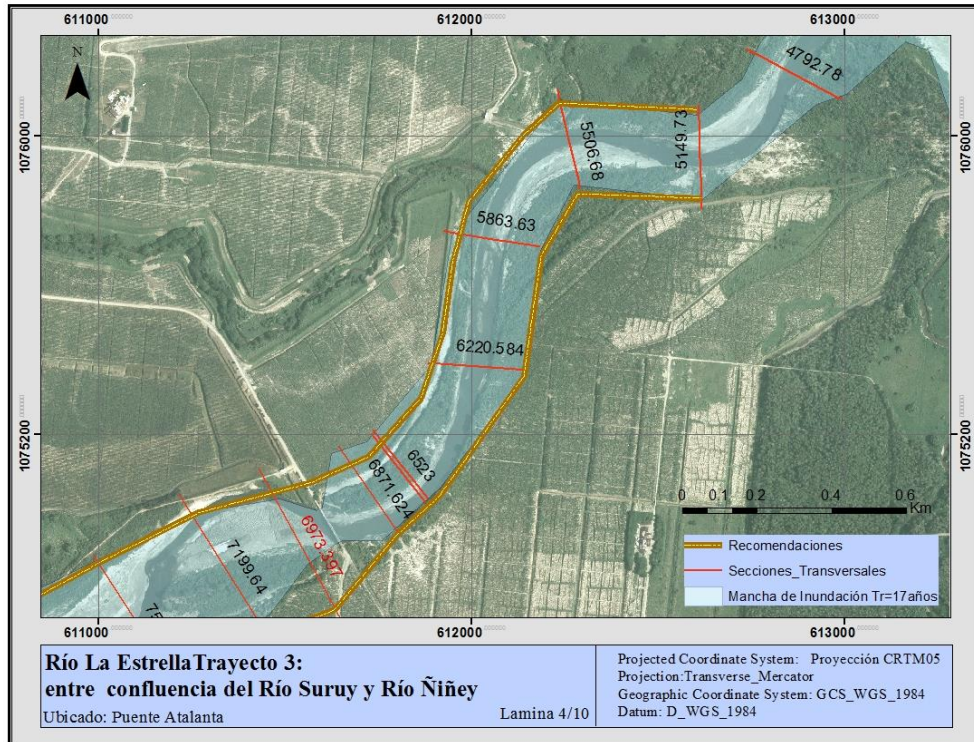 611000 612000 613000
N
4792.78
1076000
5506.68
5149.73
1076000
5863.63
6220.584
1075200
6523
1075200
6871.624
6973.397
7199.64
0 0.1 0.2 0.4 0.6
Km
Recomendaciones
Secciones_Transversales
Mancha de Inundación Tr=17años
611000 612000 613000
Río La EstrellaTrayecto 3:
entre confluencia del Río Suruy y Río Ñiñey
Ubicado: Puente Atalanta
Lamina 4/10
Projected Coordinate System: Proyección CRTM05
Projection:Transverse_Mercator
Geographic Coordinate System: GCS_WGS_1984
Datum: D_WGS_1984